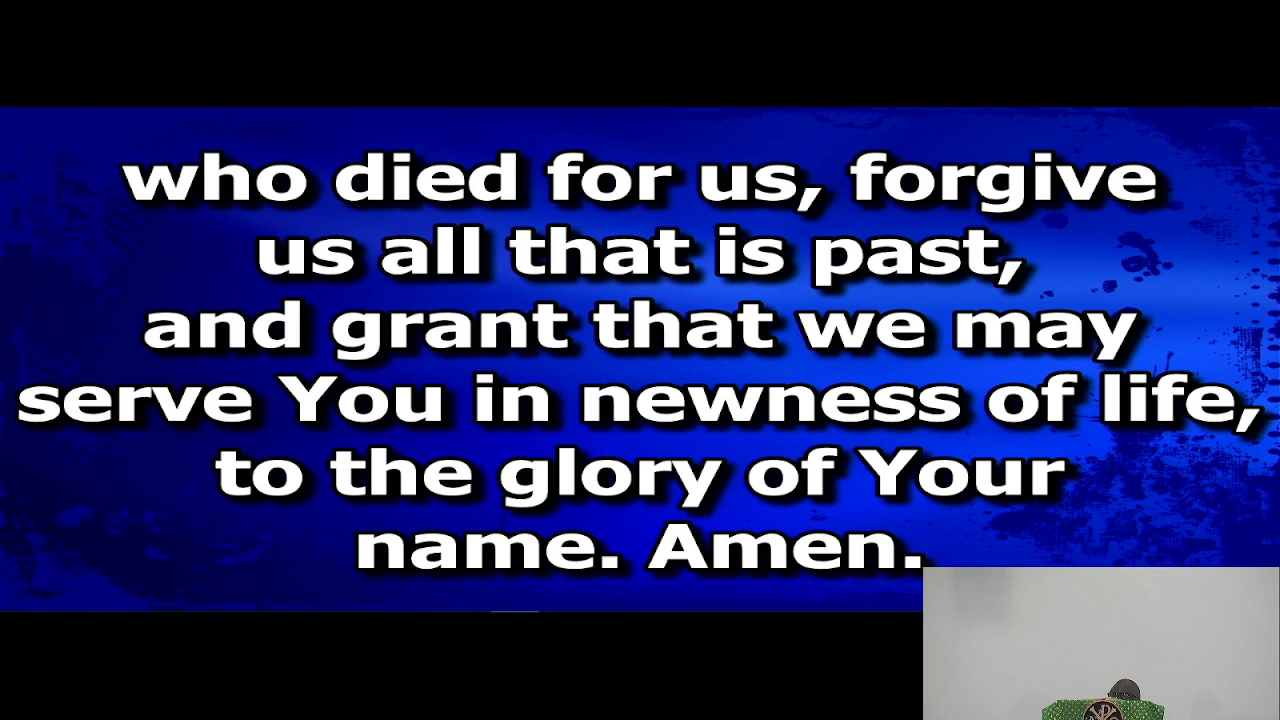 who died for us, forgive
us all that is past,
and grant that we may
serve You in newness of life,
to the glory of Your
name. Amen.